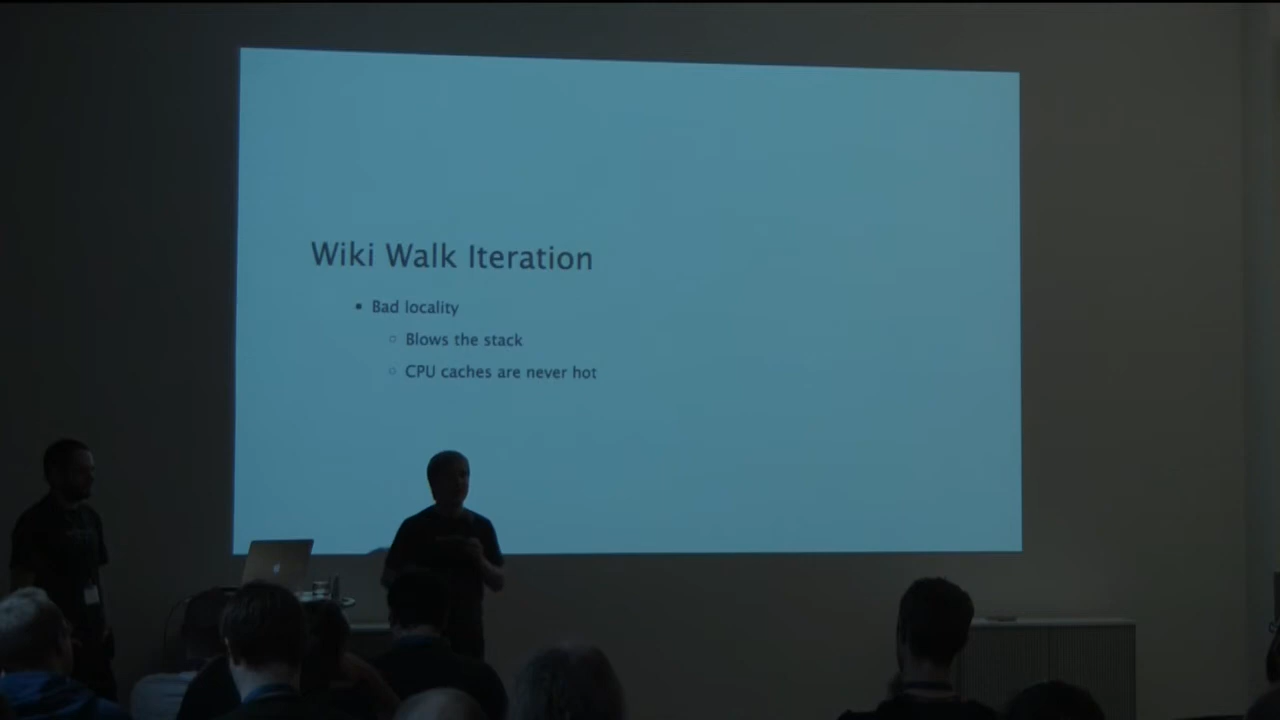 Wiki Walk Iteration
• Bad locality
○ Blows the stack
○ CPU caches are never hot